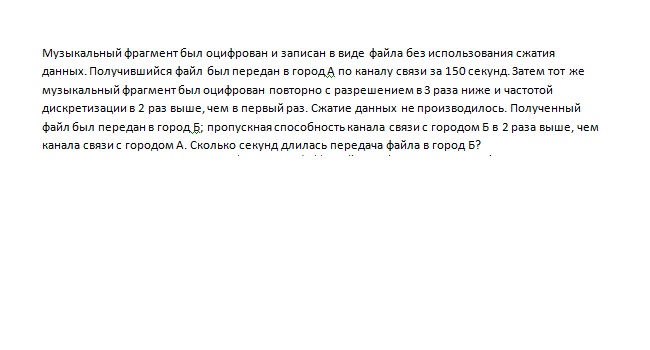 Музыкальный фрагмент был оцифрован и записан в виде файла без использования сжатия
данных. Получившийся файл был передан в город А по каналу связи за 150 секунд. Затем тот же
музыкальный фрагмент был оцифрован повторно с разрешением в 3 раза ниже и частотой
дискретизации в 2 раз выше, чем в первый раз. Сжатие данных не производилось. Полученный
файл был передан в город Б; пропускная способность канала связи с городом Б в 2 раза выше, чем
канала связи с городом А. Сколько секунд длилась передача файла в город Б?